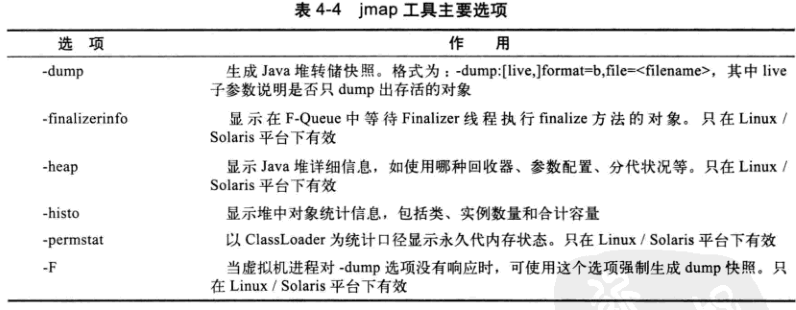 表 4-4 jmap 工具主要选项
选 项 作 用
-dump 生成 Java 堆转储快照。格式为：-dump:[live,]format=b,file=<filename>，其中 live
子参数说明是否只 dump 出存活的对象
-finalizerinfo 显示在 F-Queue 中等待 Finalizer 线程执行 finalize 方法的对象。只在 Linux /
Solaris 平台下有效
-heap 显示 Java 堆详细信息，如使用哪种回收器、参数配置、分代状况等。只在 Linux /
Solaris 平台下有效
-histo 显示堆中对象统计信息，包括类、实例数量和合计容量
-permstat 以 ClassLoader 为统计口径显示永久代内存状态。只在 Linux / Solaris 平台下有效
-F 当虚拟机进程对 -dump 选项没有响应时，可使用这个选项强制生成 dump 快照。只
在 Linux / Solaris 平台下有效